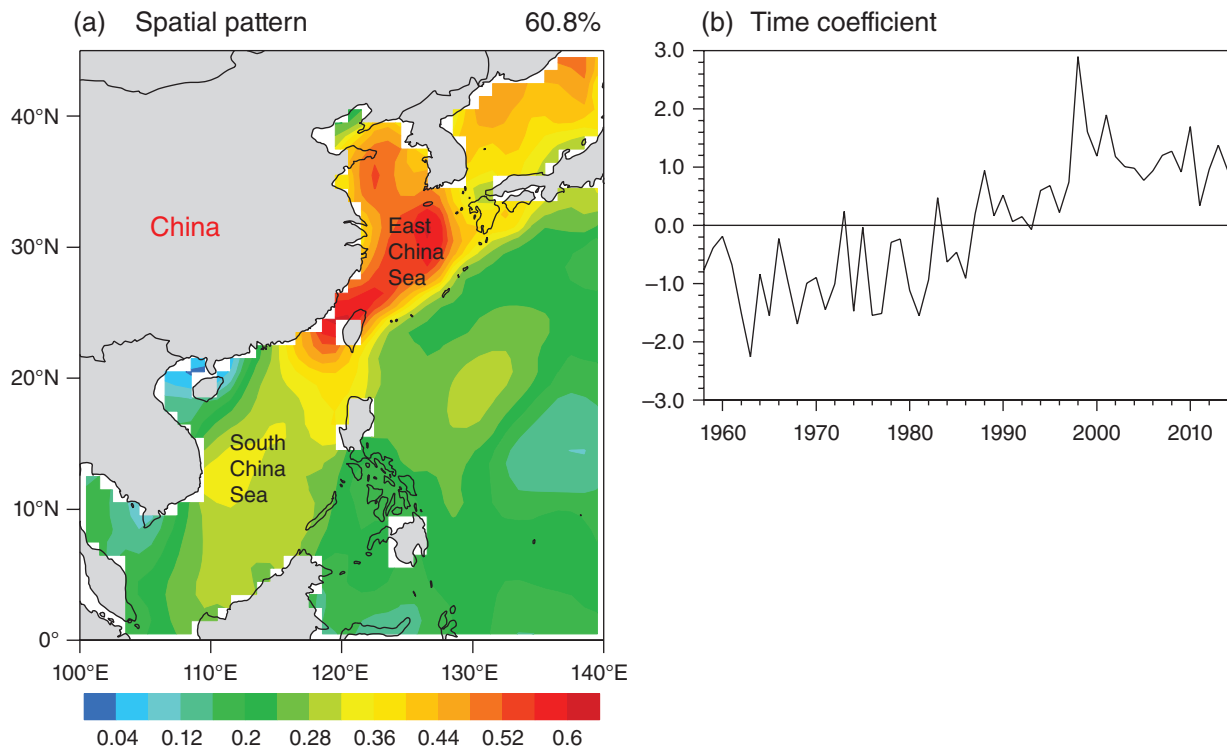 (a) Spatial pattern 60.8%
40°N
30°N
20°N
10°N
0°
China
East
China
Sea
South
China
Sea
100°E 110°E 120°E 130°E 140°E
0.04 0.12 0.2 0.28 0.36 0.44 0.52 0.6
(b) Time coefficient
3.0
2.0
1.0
0.0
−1.0
−2.0
−3.0
1960 1970 1980 1990 2000 2010